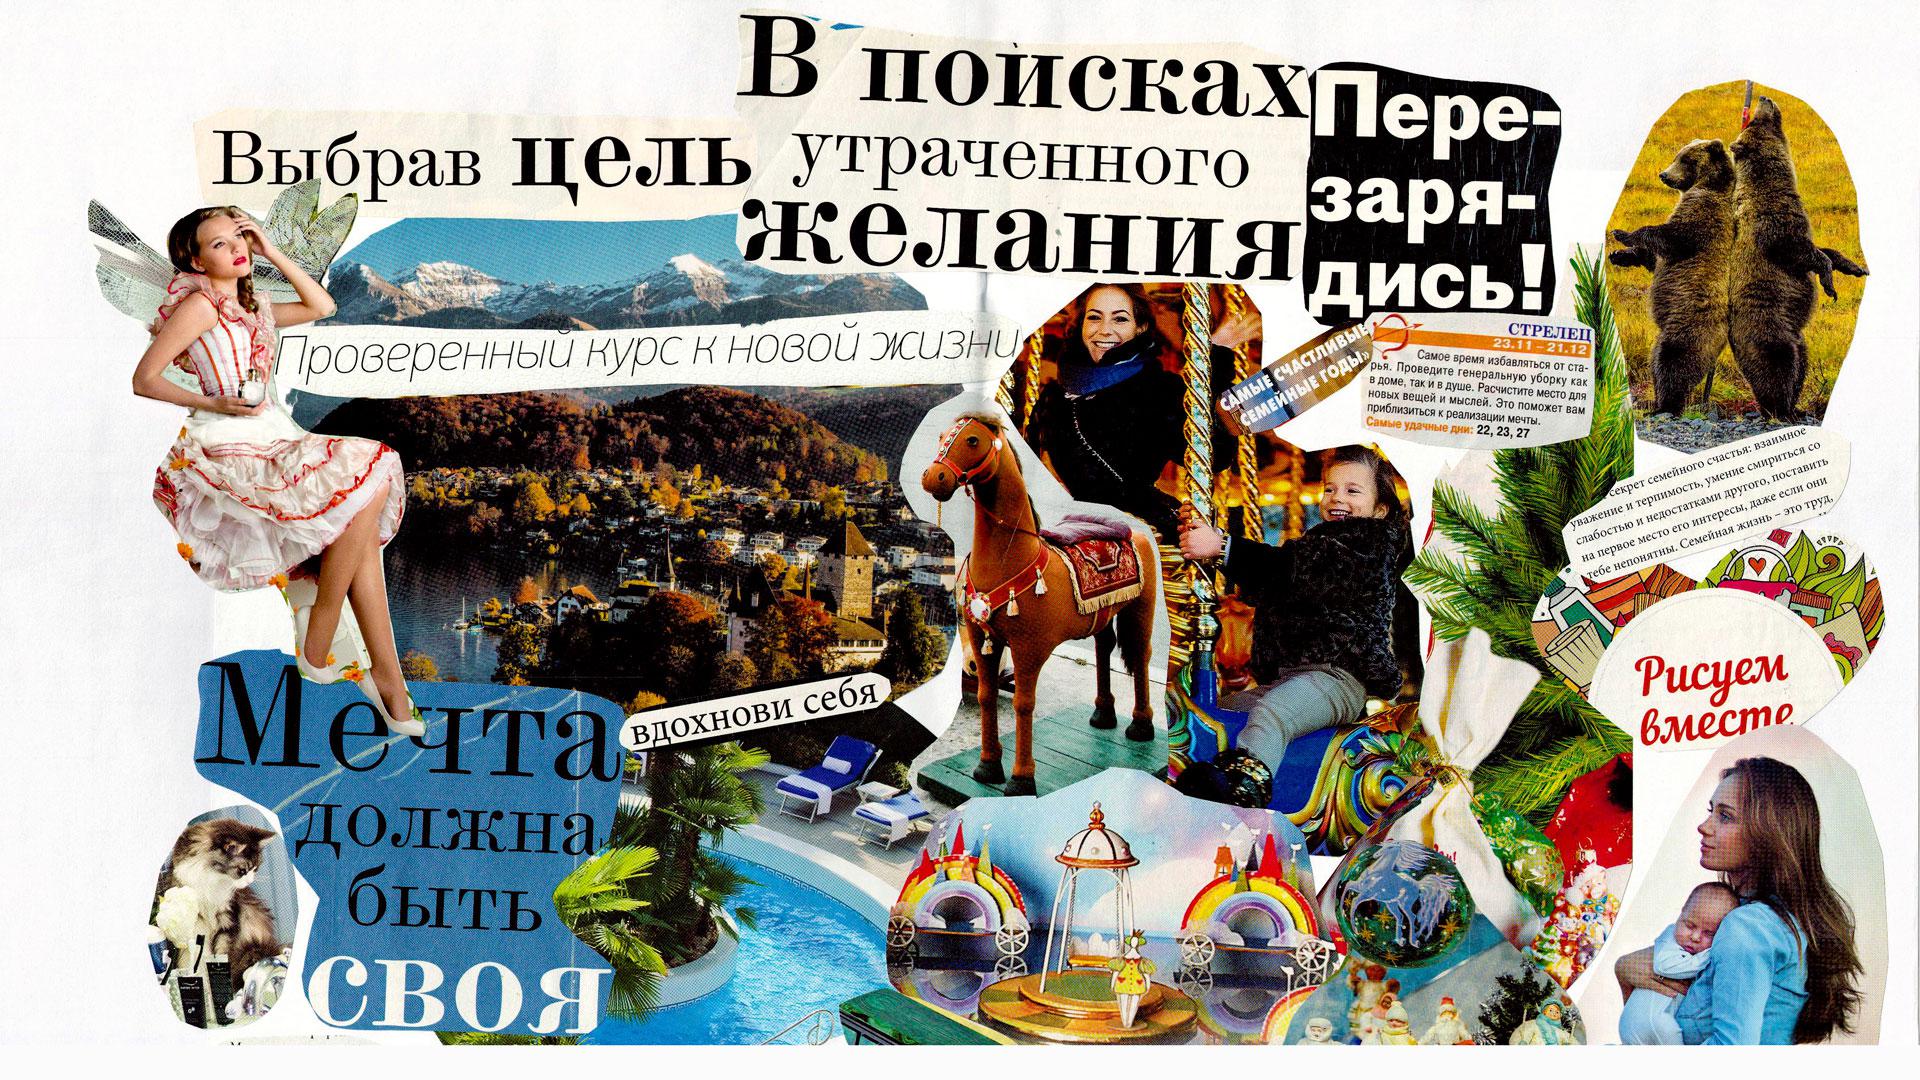 В поисках
утраченного
желания
Выбрав цель
Пере-
заря-
дись!
Проверенный курс к новой жизни
САМЫЕ СЧАСТЛИВЫЕ
СЕМЕЙНЫЕ ГОДЫ»
СТРЕЛЕЦ
23.11 – 21.12
Самое время избавляться от ста-
рья. Проведите генеральную уборку как
в доме, так и в душе. Расчистите место для
новых вещей и мыслей. Это поможет вам
приблизиться к реализации мечты.
Самые удачные дни: 22, 23, 27
секрет семейного счастья: взаимное
уважение и терпимость, умение смириться со
слабостью и недостатками другого, поставить
на первое место его интересы, даже если они
тебе непонятны. Семейная жизнь – это труд,
Рисуем
вместе
Мечта
должна
быть
своя
вдохнови себя